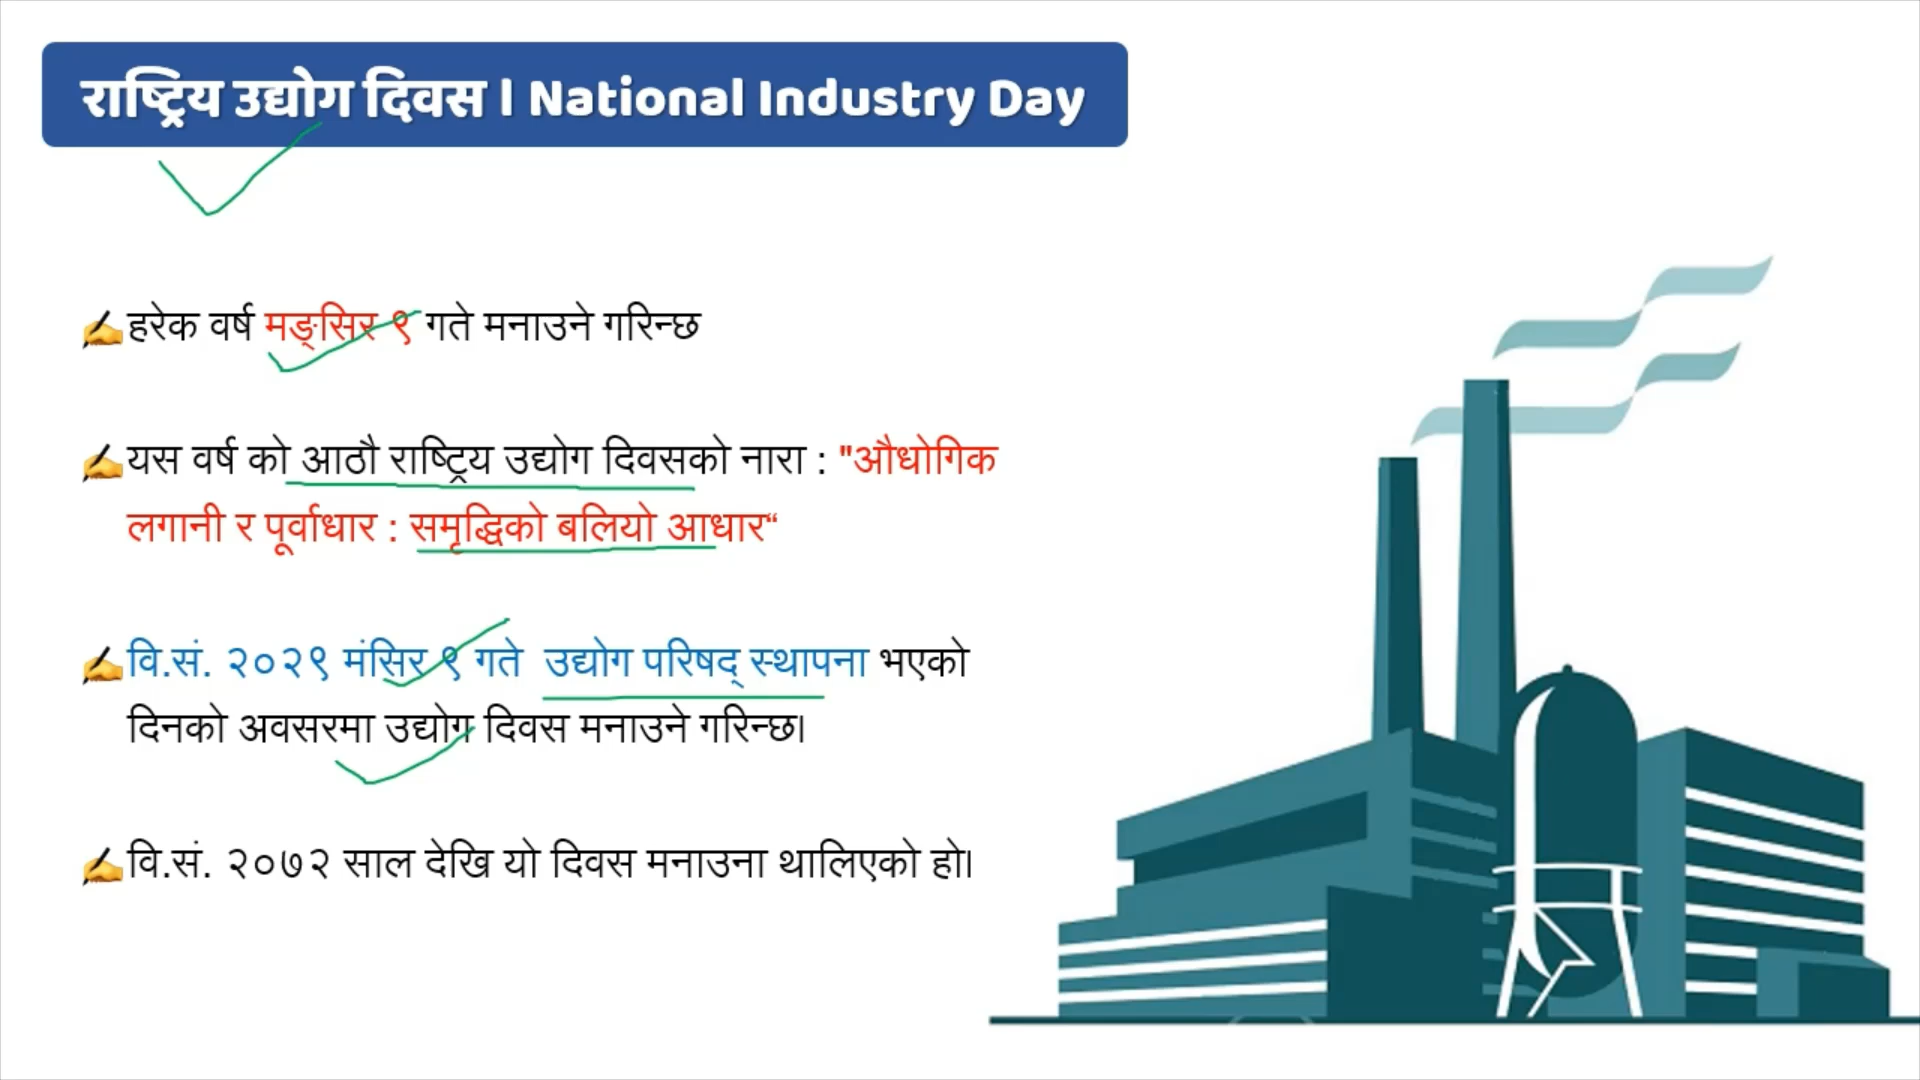 राष्ट्रिय उद्योग दिवस । National Industry Day
हरेक वर्ष मङ्सिर ९ गते मनाउने गरिन्छ
यस वर्ष को आठौ राष्ट्रिय उद्योग दिवसको नारा : "औधोगिक
लगानी र पूर्वाधार : समृद्धिको बलियो आधार“
वि.सं. २०२९ मंसिर ९ गते उद्योग परिषद् स्थापना भएको
दिनको अवसरमा उद्योग दिवस मनाउने गरिन्छ।
वि.सं. २०७२ साल देखि यो दिवस मनाउना थालिएको हो।